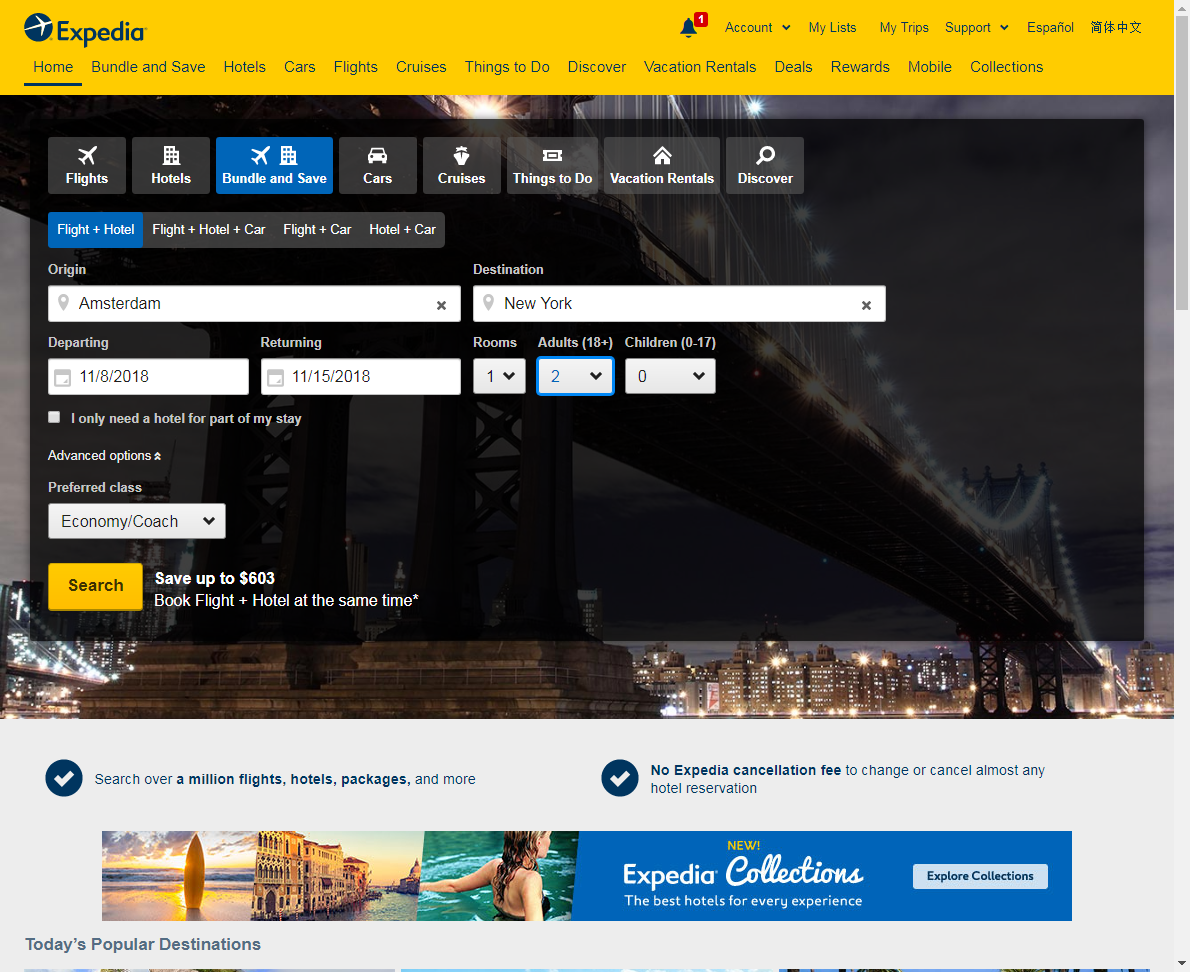 Expedia
1
Account
My Lists
My Trips
Support
Español
简体中文
Home
Bundle and Save
Hotels
Cars
Flights
Cruises
Things to Do
Discover
Vacation Rentals
Deals
Rewards
Mobile
Collections
Flights
Hotels
Bundle and Save
Cars
Cruises
Things to Do
Vacation Rentals
Discover
Flight + Hotel
Flight + Hotel + Car
Flight + Car
Hotel + Car
Origin
Destination
Amsterdam
New York
Departing
Returning
Rooms
Adults (18+)
Children (0-17)
11/8/2018
11/15/2018
1
2
0
I only need a hotel for part of my stay
Advanced options
Preferred class
Economy/Coach
Search
Save up to $603
Book Flight + Hotel at the same time*
Search over a million flights, hotels, packages, and more
No Expedia cancellation fee to change or cancel almost any
hotel reservation
NEW!
Expedia Collections
The best hotels for every experience
Explore Collections
Today’s Popular Destinations